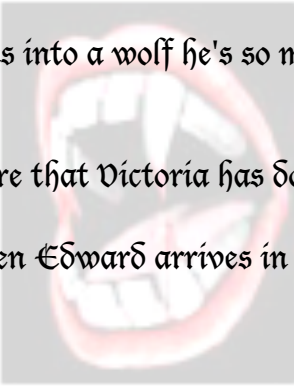 s into a wolf he's so m
re that Victoria has do
en Edward arrives in